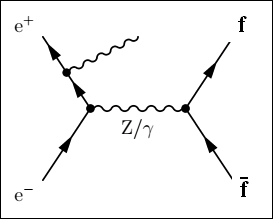 e⁺ f
Z/γ
e⁻ f̄